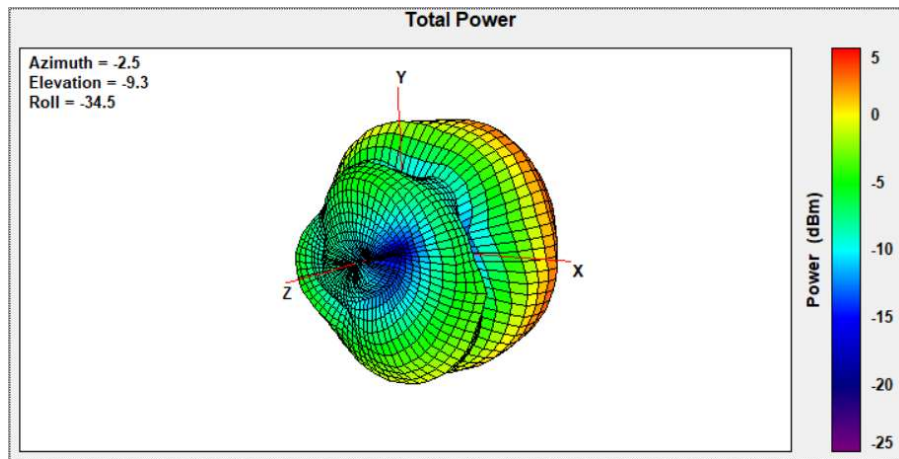 Total Power
Azimuth = -2.5
Elevation = -9.3
Roll = -34.5
Y
X
Z
5
0
-5
-10
-15
-20
-25
Power (dBm)